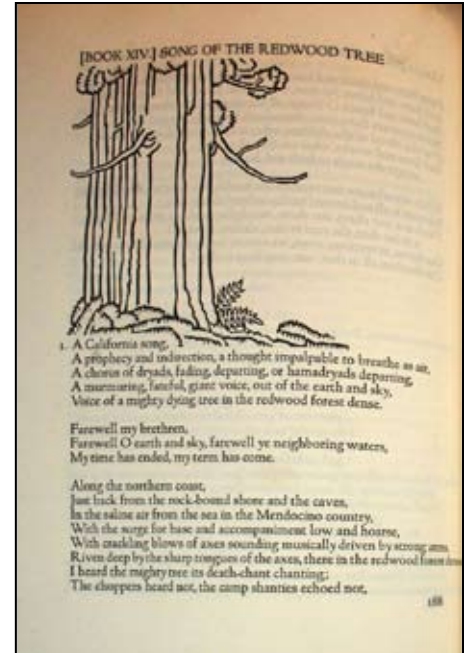 [BOOK XIV.] SONG OF THE REDWOOD TREE
1. A California song,
A prophecy and indirection, a thought impalpable to breathe as air,
A chorus of dryads, fading, departing, or hamadryads departing,
A murmuring, fateful, giant voice, out of the earth and sky,
Voice of a mighty dying tree in the redwood forest dense.
Farewell my brethren,
Farewell O earth and sky, farewell ye neighboring waters,
My time has ended, my term has come.
Along the northern coast,
Just back from the rock-bound shore and the caves,
In the saline air from the sea in the Mendocino country,
With the surge for base and accompaniment low and hoarse,
With crackling blows of axes sounding musically driven by strong arms,
Riven deep by the sharp tongues of the axes, there in the redwood forest dense
I heard the mighty tree its death-chant chanting;
The choppers heard not, the camp shanties echoed not,
188